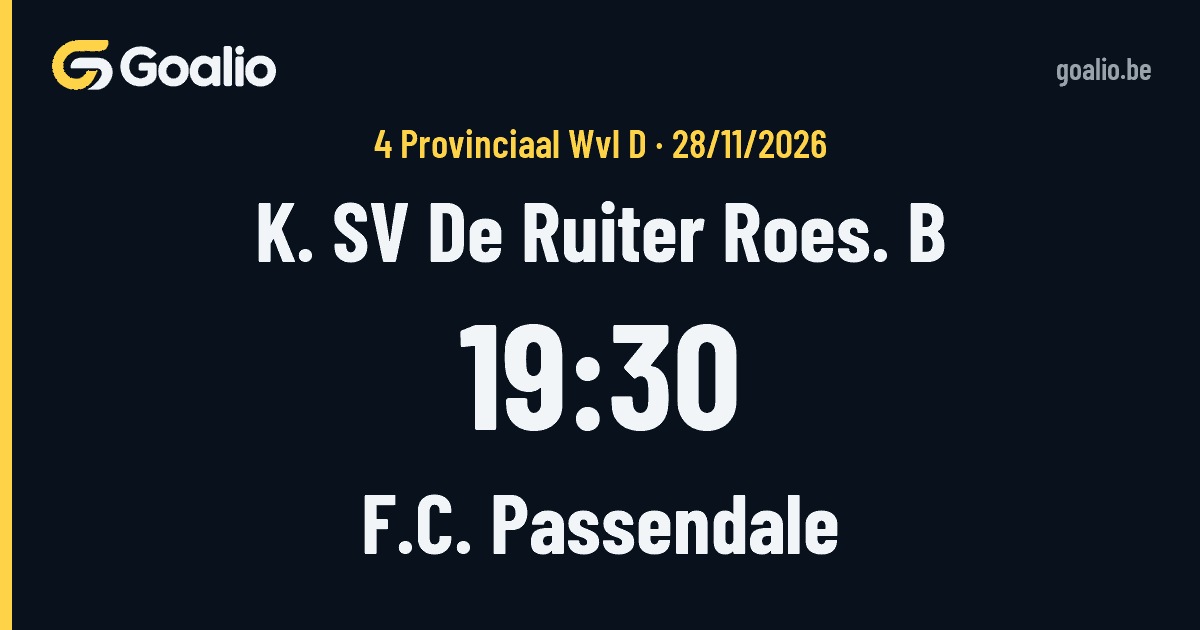 Goalio
goalio.be
4 Provinciaal Wvl D · 28/11/2026
K. SV De Ruiter Roes. B
19:30
F.C. Passendale